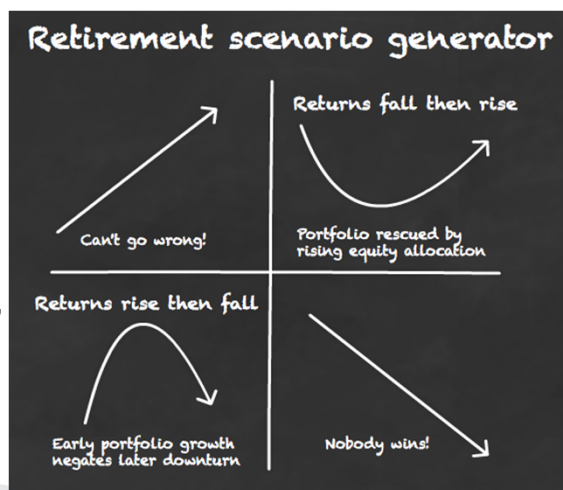 Retirement scenario generator
Can't go wrong!
Returns fall then rise
Portfolio rescued by
rising equity allocation
Returns rise then fall
Early portfolio growth
negates later downturn
Nobody wins!